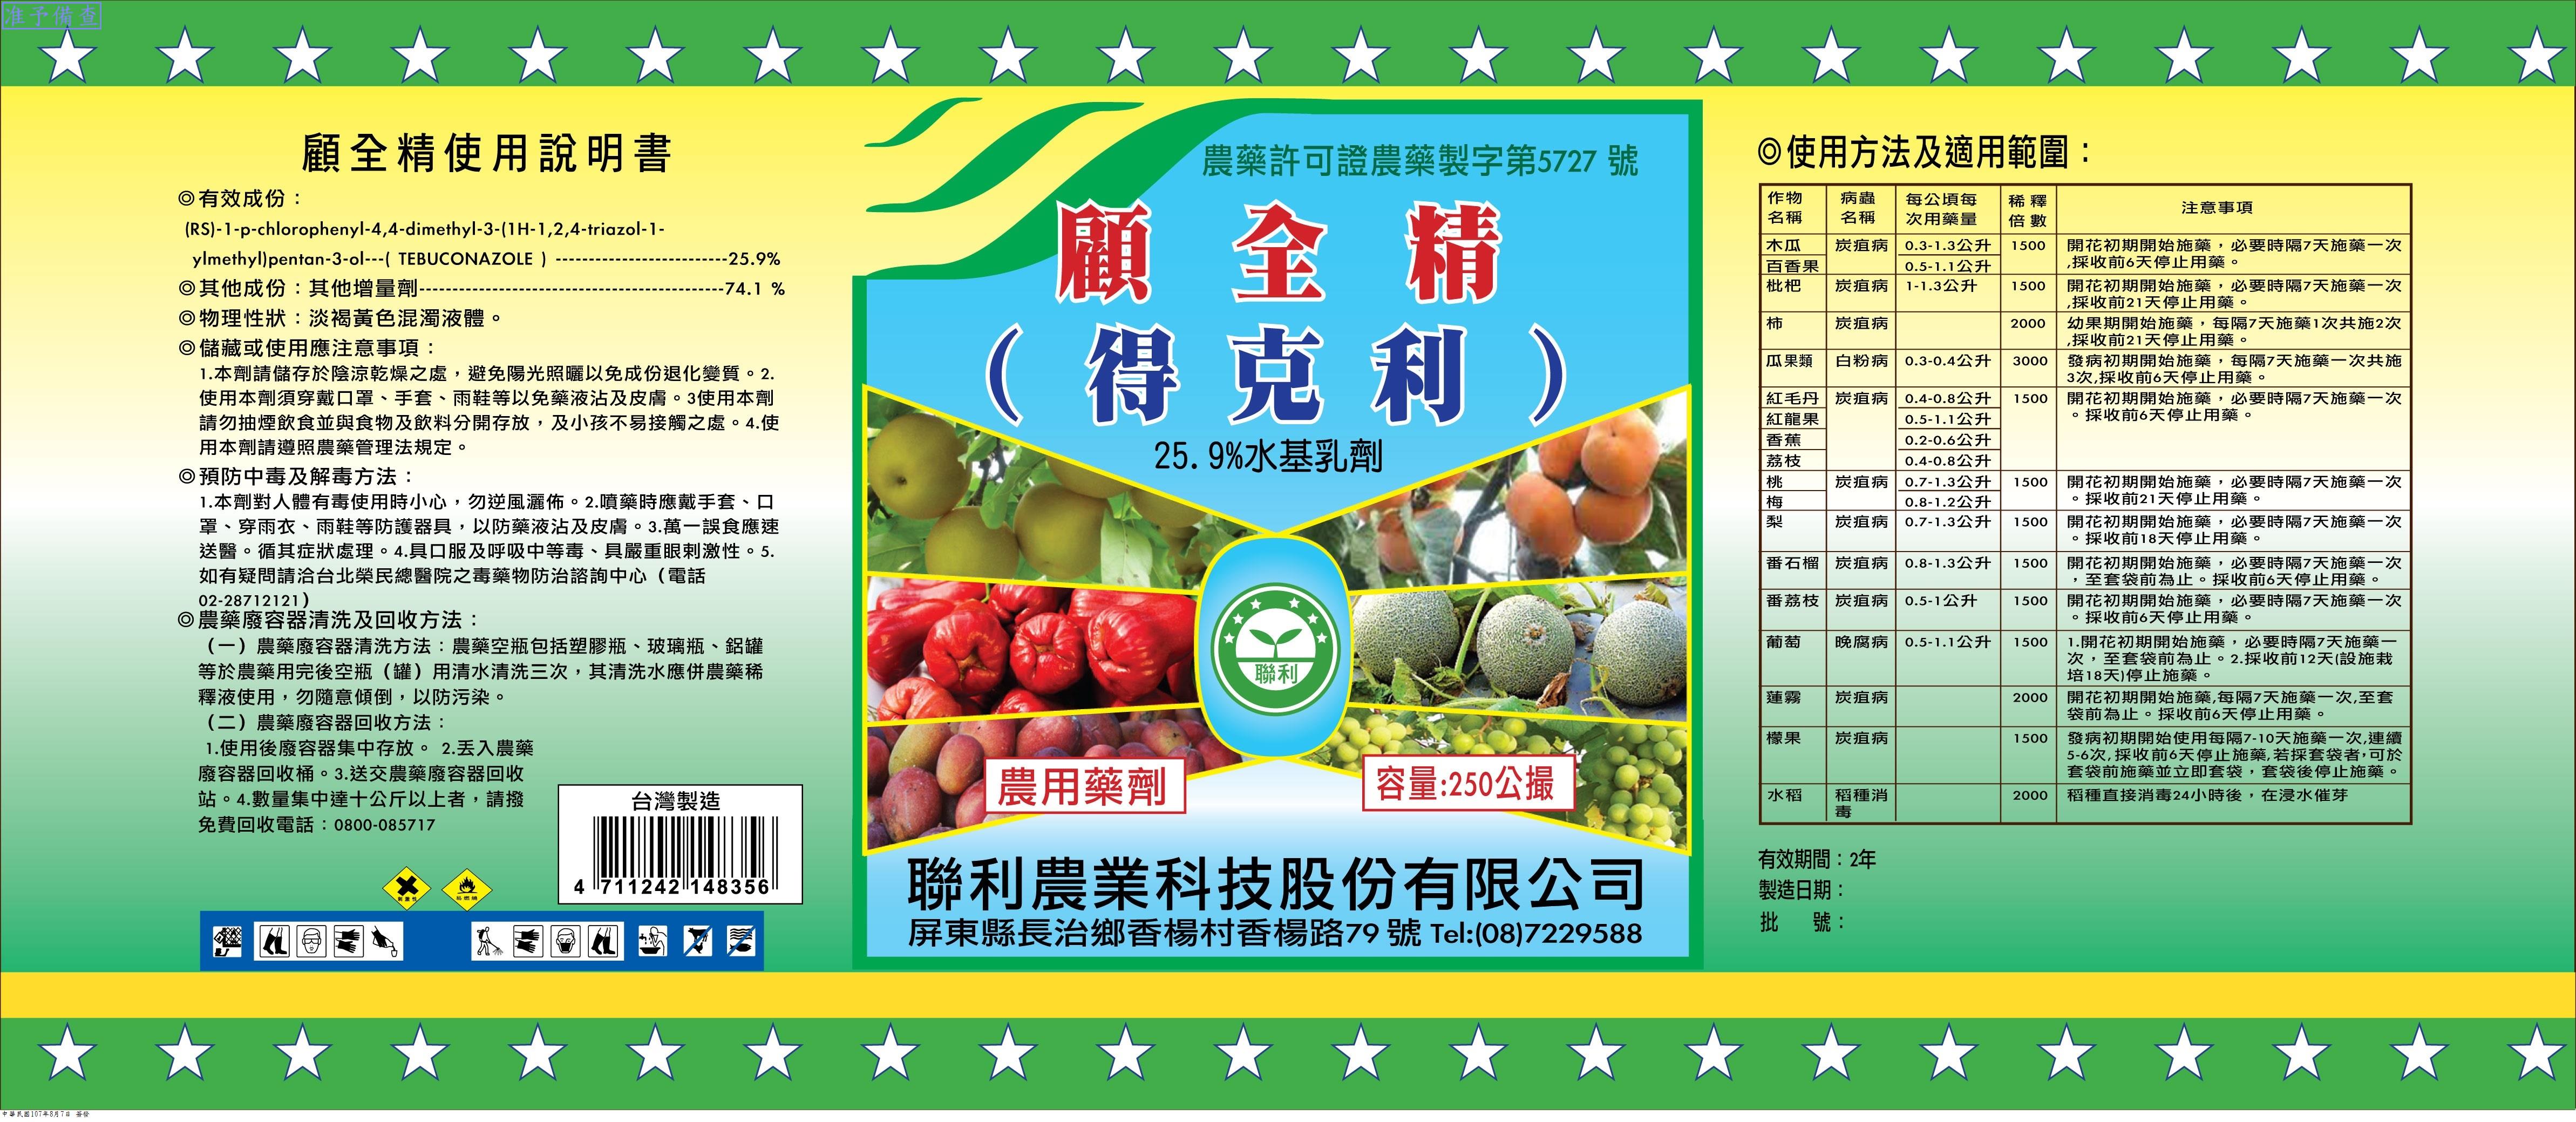 准予備查
顧全精使用說明書
◎有效成份：
(RS)-1-p-chlorophenyl-4,4-dimethyl-3-(1H-1,2,4-triazol-1-
ylmethyl)pentan-3-ol---( TEBUCONAZOLE ) --------------------------25.9%
◎其他成份：其他增量劑----------------------------------------------74.1 %
◎物理性狀：淡褐黃色混濁液體。
◎儲藏或使用應注意事項：
1.本劑請儲存於陰涼乾燥之處，避免陽光照曬以免成份退化變質。2.
使用本劑須穿戴口罩、手套、雨鞋等以免藥液沾及皮膚。3使用本劑
請勿抽煙飲食並與食物及飲料分開存放，及小孩不易接觸之處。4.使
用本劑請遵照農藥管理法規定。
◎預防中毒及解毒方法：
1.本劑對人體有毒使用時小心，勿逆風灑佈。2.噴藥時應戴手套、口
罩、穿雨衣、雨鞋等防護器具，以防藥液沾及皮膚。3.萬一誤食應速
送醫。循其症狀處理。4.具口服及呼吸中等毒、具嚴重眼刺激性。5.
如有疑問請洽台北榮民總醫院之毒藥物防治諮詢中心（電話
02-28712121）
◎農藥廢容器清洗及回收方法：
（一）農藥廢容器清洗方法：農藥空瓶包括塑膠瓶、玻璃瓶、鋁罐
等於農藥用完後空瓶（罐）用清水清洗三次，其清洗水應併農藥稀
釋液使用，勿隨意傾倒，以防污染。
（二）農藥廢容器回收方法：
1.使用後廢容器集中存放。 2.丟入農藥
廢容器回收桶。3.送交農藥廢容器回收
站。4.數量集中達十公斤以上者，請撥
免費回收電話：0800-085717
台灣製造
4 711242 148356
農藥許可證農藥製字第5727 號
顧 全 精
（得 克 利）
25.9%水基乳劑
聯利
農用藥劑
容量:250公撮
聯利農業科技股份有限公司
屏東縣長治鄉香楊村香楊路79 號 Tel:(08)7229588
◎使用方法及適用範圍：
作物名稱 病蟲名稱 每公頃每次用藥量 稀釋倍數 注意事項
木瓜 炭疽病 0.3-1.3公升 1500 開花初期開始施藥，必要時隔7天施藥一次
百香果 0.5-1.1公升 ,採收前6天停止用藥。
枇杷 炭疽病 1-1.3公升 1500 開花初期開始施藥，必要時隔7天施藥一次
,採收前21天停止用藥。
柿 炭疽病 2000 幼果期開始施藥，每隔7天施藥1次共施2次
,採收前21天停止用藥。
瓜果類 白粉病 0.3-0.4公升 3000 發病初期開始施藥，每隔7天施藥一次共施
3次,採收前6天停止用藥。
紅毛丹 炭疽病 0.4-0.8公升 1500 開花初期開始施藥，必要時隔7天施藥一次
紅龍果 0.5-1.1公升 。採收前6天停止用藥。
香蕉 0.2-0.6公升
荔枝 0.4-0.8公升
桃 炭疽病 0.7-1.3公升 1500 開花初期開始施藥，必要時隔7天施藥一次
梅 0.8-1.2公升 。採收前21天停止用藥。
梨 炭疽病 0.7-1.3公升 1500 開花初期開始施藥，必要時隔7天施藥一次
。採收前18天停止用藥。
番石榴 炭疽病 0.8-1.3公升 1500 開花初期開始施藥，必要時隔7天施藥一次
，至套袋前為止。採收前6天停止用藥。
番荔枝 炭疽病 0.5-1公升 1500 開花初期開始施藥，必要時隔7天施藥一次
。採收前6天停止用藥。
葡萄 晚腐病 0.5-1.1公升 1500 1.開花初期開始施藥，必要時隔7天施藥一
次，至套袋前為止。2.採收前12天(設施栽
培18天)停止施藥。
蓮霧 炭疽病 2000 開花初期開始施藥,每隔7天施藥一次,至套
袋前為止。採收前6天停止用藥。
檬果 炭疽病 1500 發病初期開始使用每隔7-10天施藥一次,連續
5-6次,採收前6天停止施藥,若採套袋者,可於
套袋前施藥並立即套袋，套袋後停止施藥。
水稻 稻種消毒 2000 稻種直接消毒24小時後，在浸水催芽
有效期間：2年
製造日期：
批 號：
中華民國107年8月7日 簽發